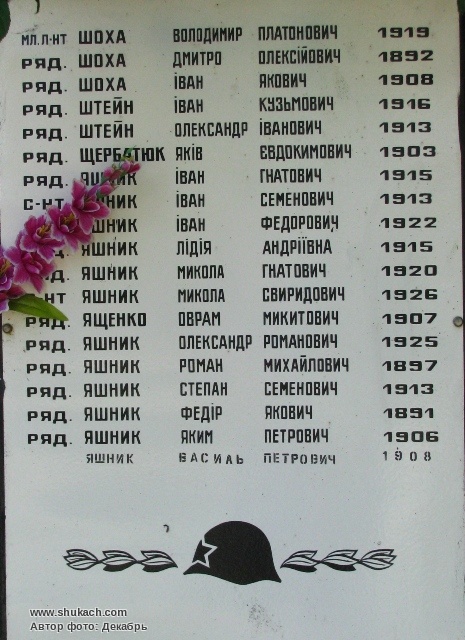 МЛ. Л-НТ ШОХА ВОЛОДИМИР ПЛАТОНОВИЧ 1919
РЯД. ШОХА ДМИТРО ОЛЕКСІЙОВИЧ 1892
РЯД. ШОХА ІВАН ЯКОВИЧ 1908
РЯД. ШТЕЙН ІВАН КУЗЬМОВИЧ 1916
РЯД. ШТЕЙН ОЛЕКСАНДР ІВАНОВИЧ 1913
РЯД. ЩЕРБАТЮК ЯКІВ ЄВДОКИМОВИЧ 1903
РЯД. ЯШНИК ІВАН ГНАТОВИЧ 1915
С-НТ ЯШНИК ІВАН СЕМЕНОВИЧ 1913
ЯШНИК ІВАН ФЕДОРОВИЧ 1922
ЯШНИК ЛІДІЯ АНДРІЇВНА 1915
ЯШНИК МИКОЛА ГНАТОВИЧ 1920
ЯШНИК МИКОЛА СВИРИДОВИЧ 1926
РЯД. ЯЩЕНКО ОВРАМ МИКИТОВИЧ 1907
РЯД. ЯШНИК ОЛЕКСАНДР РОМАНОВИЧ 1925
РЯД. ЯШНИК РОМАН МИХАЙЛОВИЧ 1897
РЯД. ЯШНИК СТЕПАН СЕМЕНОВИЧ 1913
РЯД. ЯШНИК ФЕДІР ЯКОВИЧ 1891
РЯД. ЯШНИК ЯКИМ ПЕТРОВИЧ 1906
ЯШНИК ВАСИЛЬ ПЕТРОВИЧ 1908
www.shukach.com
Автор фото: Декабрь